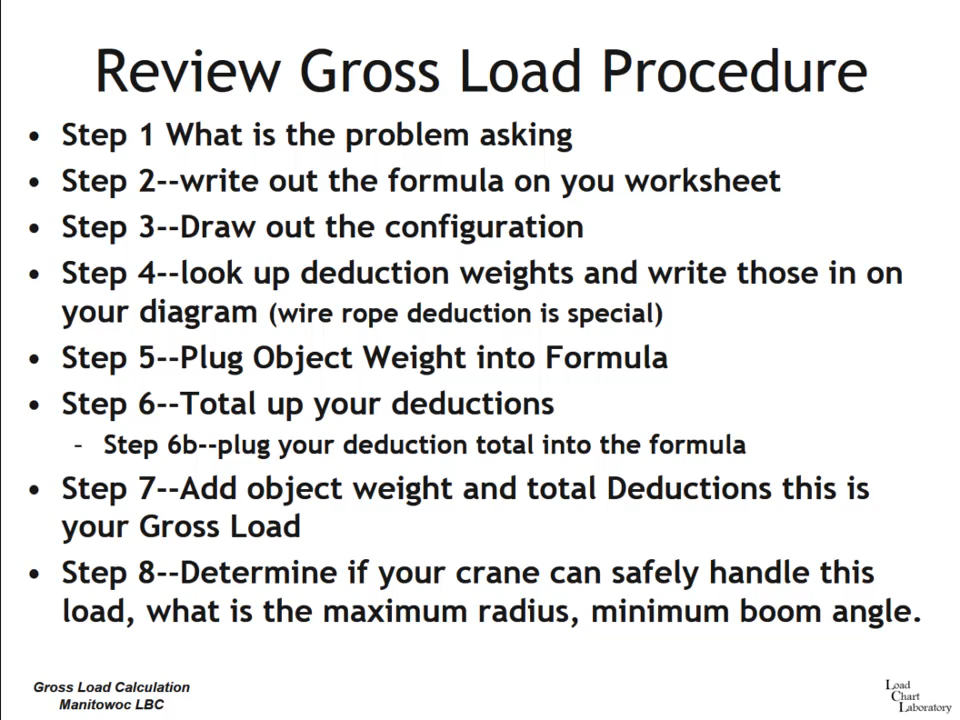 Review Gross Load Procedure
• Step 1 What is the problem asking
• Step 2--write out the formula on you worksheet
• Step 3--Draw out the configuration
• Step 4--look up deduction weights and write those in on
your diagram (wire rope deduction is special)
• Step 5--Plug Object Weight into Formula
• Step 6--Total up your deductions
– Step 6b--plug your deduction total into the formula
• Step 7--Add object weight and total Deductions this is
your Gross Load
• Step 8--Determine if your crane can safely handle this
load, what is the maximum radius, minimum boom angle.
Gross Load Calculation
Manitowoc LBC
Load
Chart
Laboratory